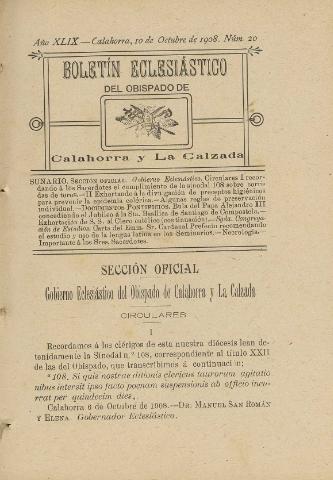 Año XLIX — Calahorra, 10 de Octubre de 1908. Núm 20
BOLETÍN ECLESIÁSTICO
DEL OBISPADO DE
Calahorra y La Calzada
SUMARIO. SECCION OFICIAL. Gobierno Eclesiástico. Circulares I recor-
dando á los Sacerdotes el cumplimiento de la sinodal 108 sobre corri-
das de toros.—II Exhortando á la divulgación de preceptos higiénicos
para prevenir la epidemia colérica.—Algunas reglas de preservación
individual.—DOCUMENTOS PONTIFICIOS. Bula del Papa Alejandro III
concediendo el Jubileo á la Sta. Basílica de Santiago de Compostela.—
Exhortación de S. S. al Clero católico (continuación).—Sgda. Congrega-
ción de Estudios. Carta del Emm. Sr. Cardenal Prefecto recomendando
el estudio y uso de la lengua latina en los Seminarios.—Necrología.—
Importante á los Sres. Sacerdotes.
SECCIÓN OFICIAL
Gobierno Eclesiástico del Obispado de Calahorra y La Calzada
CIRCULARES
I
Recordamos á los clérigos de esta nuestra diócesis lean de-
tenidamente la Sinodal n.º 108, correspondiente al título XXII
de las del Obispado, que transcribimos á continuación;
"108. Si quis nostrae ditionis clericus taurorum agitatio
nibus intersit ipso facto poenam suspensionis ab officio incu-
rrat per quindecim dies„
Calahorra 6 de Octubre de 1908.—DR. MANUEL SAN ROMÁN
Y ELENA. Gobernador Eclesiástico.